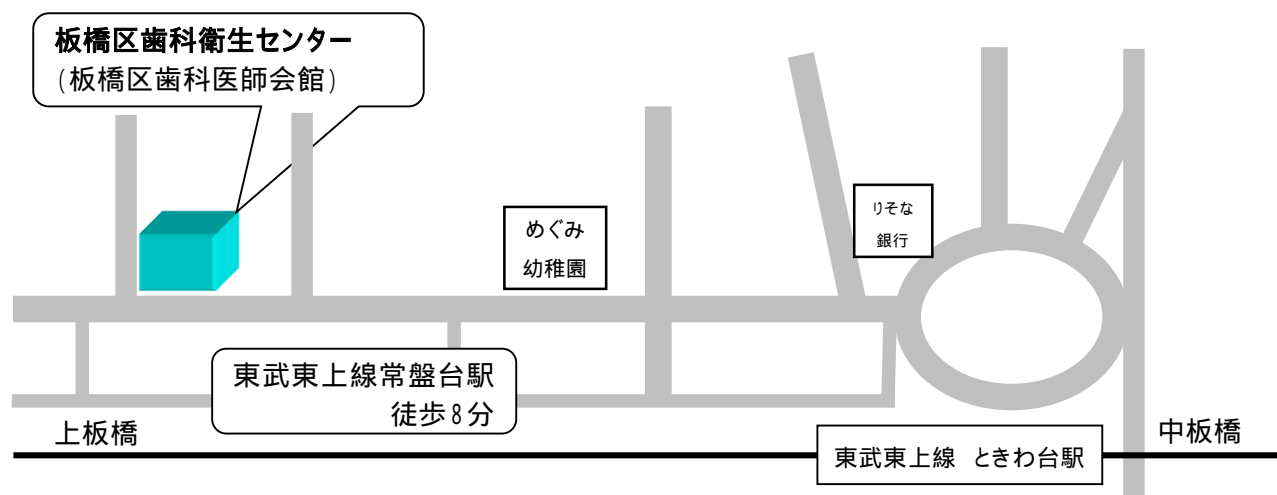 板橋区歯科衛生センター
(板橋区歯科医師会館)
りそな
銀行
めぐみ
幼稚園
東武東上線常盤台駅
徒歩8分
上板橋
東武東上線 ときわ台駅
中板橋